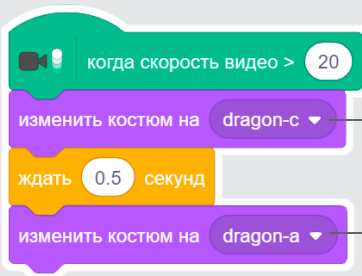 когда скорость видео > 20
изменить костюм на dragon-c
ждать 0.5 секунд
изменить костюм на dragon-a